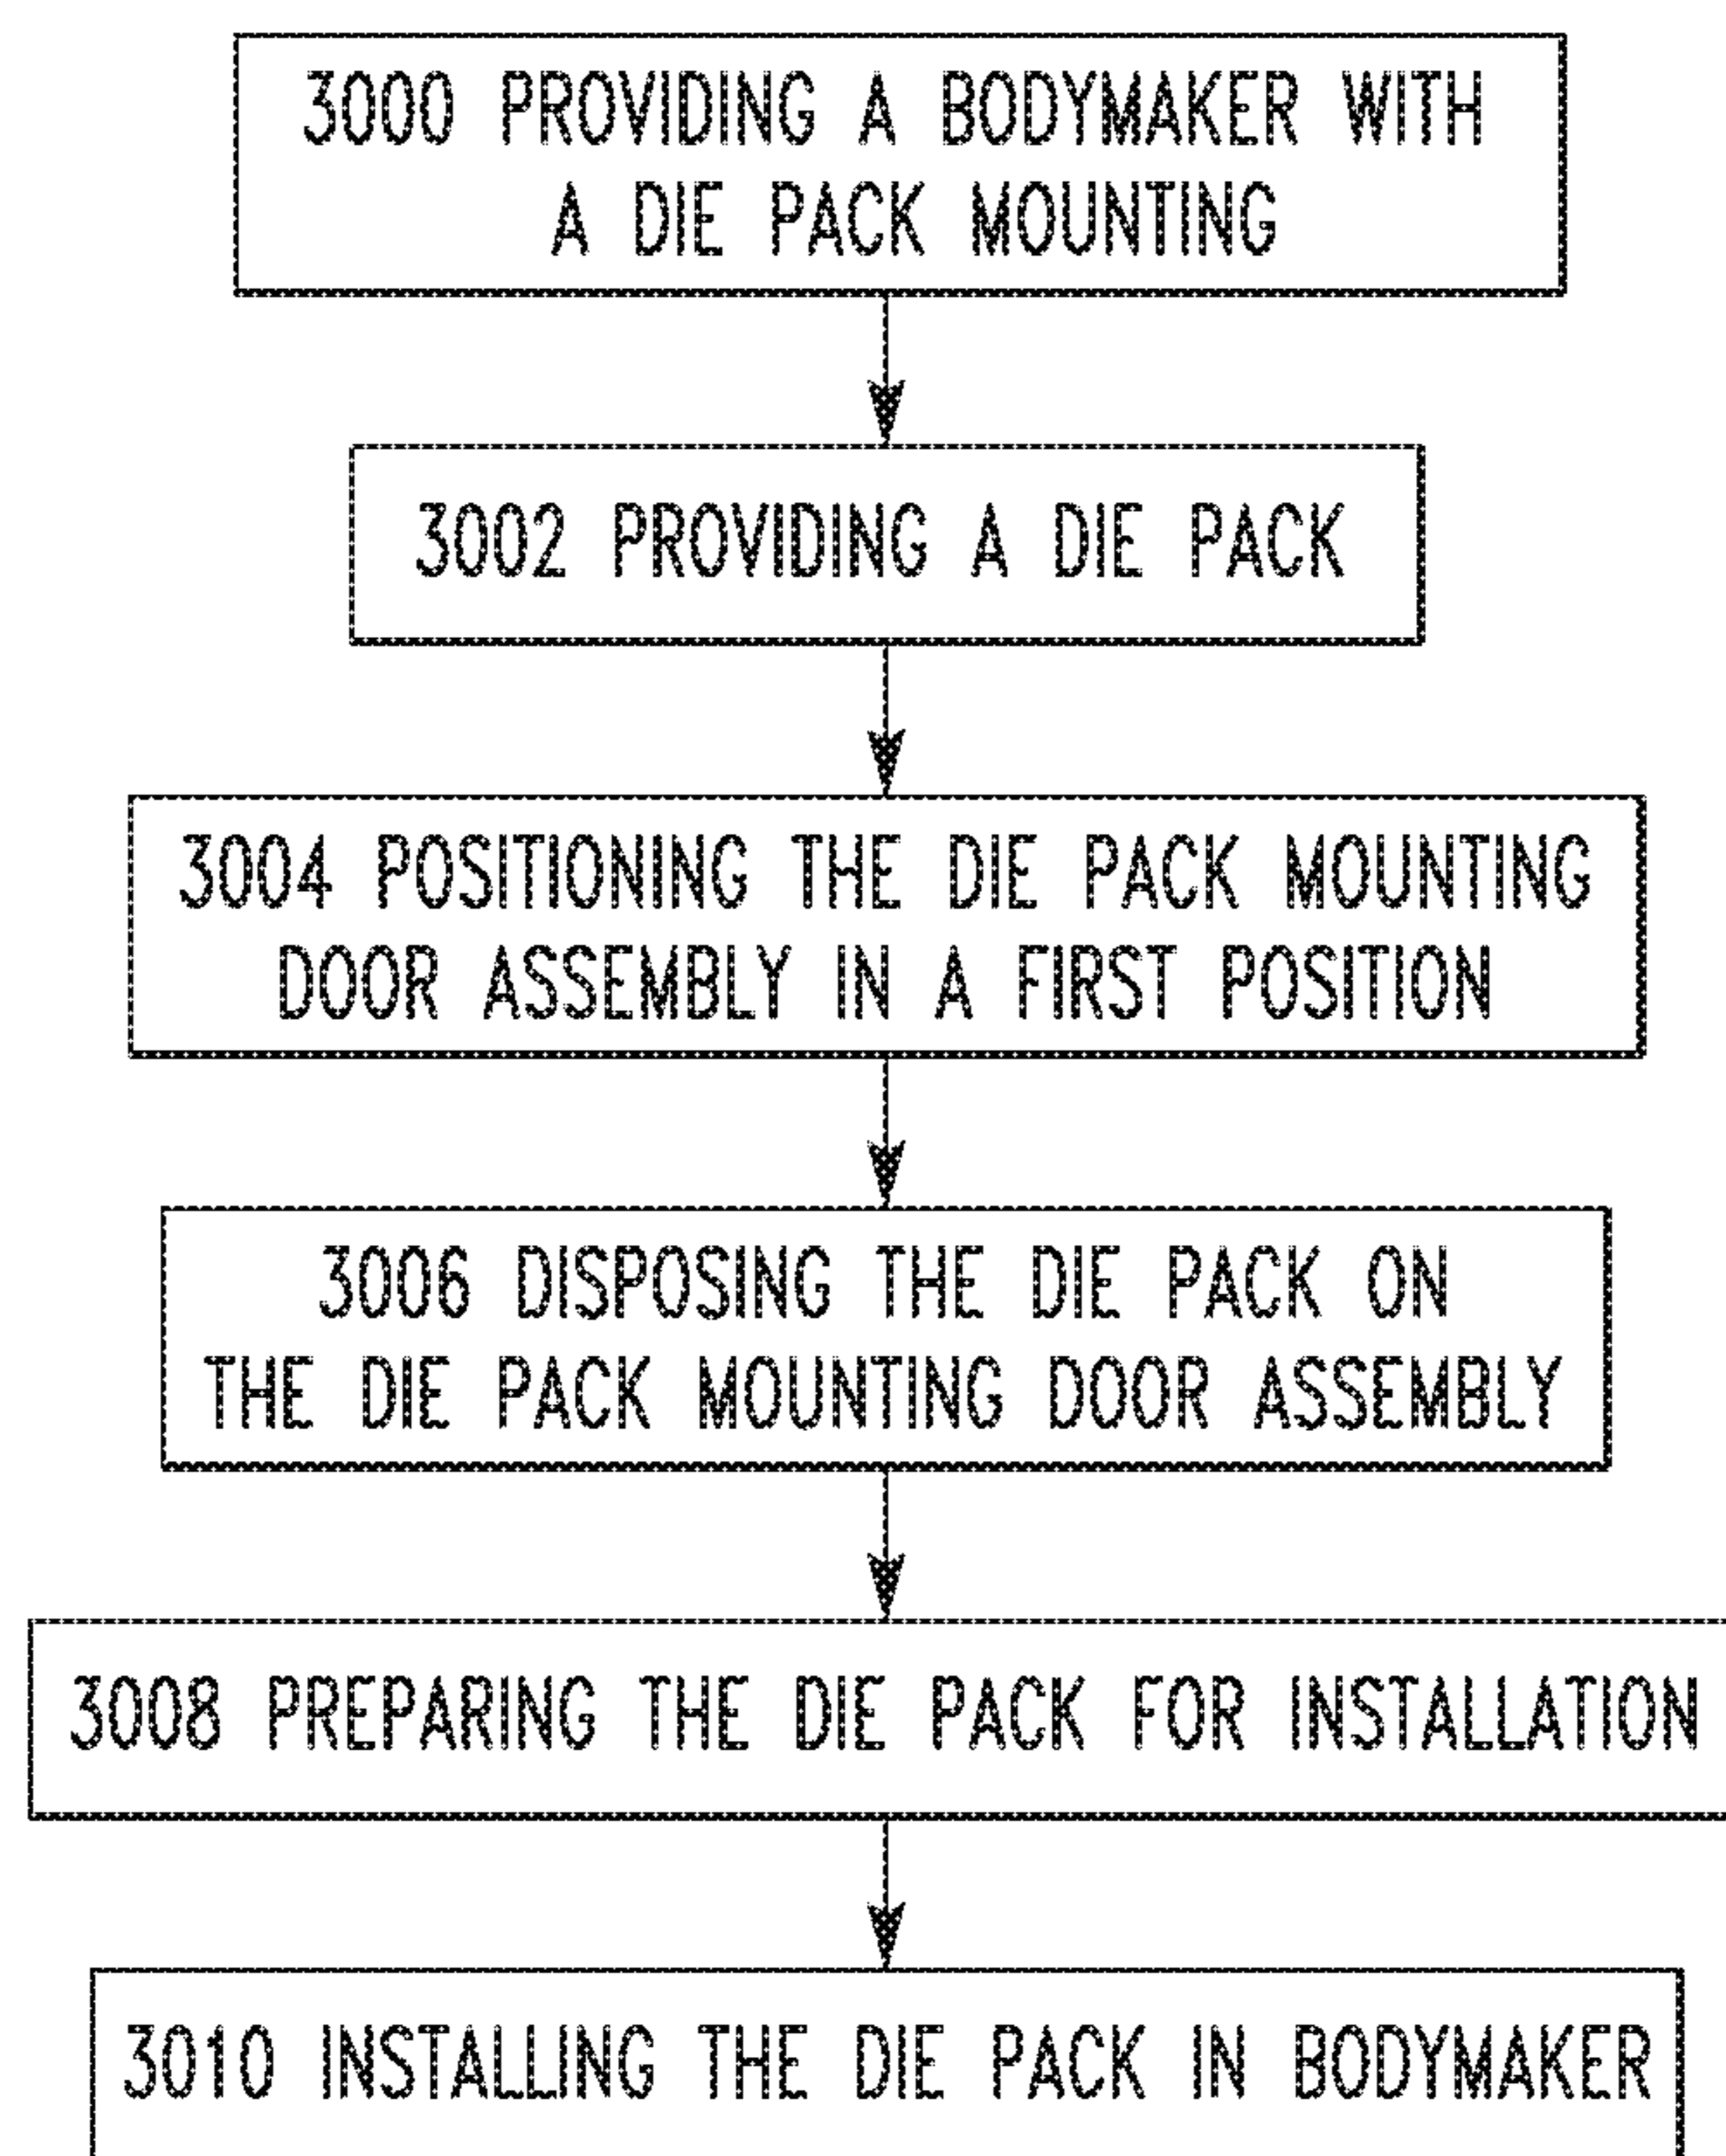 3000 PROVIDING A BODYMAKER WITH
A DIE PACK MOUNTING
3002 PROVIDING A DIE PACK
3004 POSITIONING THE DIE PACK MOUNTING
DOOR ASSEMBLY IN A FIRST POSITION
3006 DISPOSING THE DIE PACK ON
THE DIE PACK MOUNTING DOOR ASSEMBLY
3008 PREPARING THE DIE PACK FOR INSTALLATION
3010 INSTALLING THE DIE PACK IN BODYMAKER